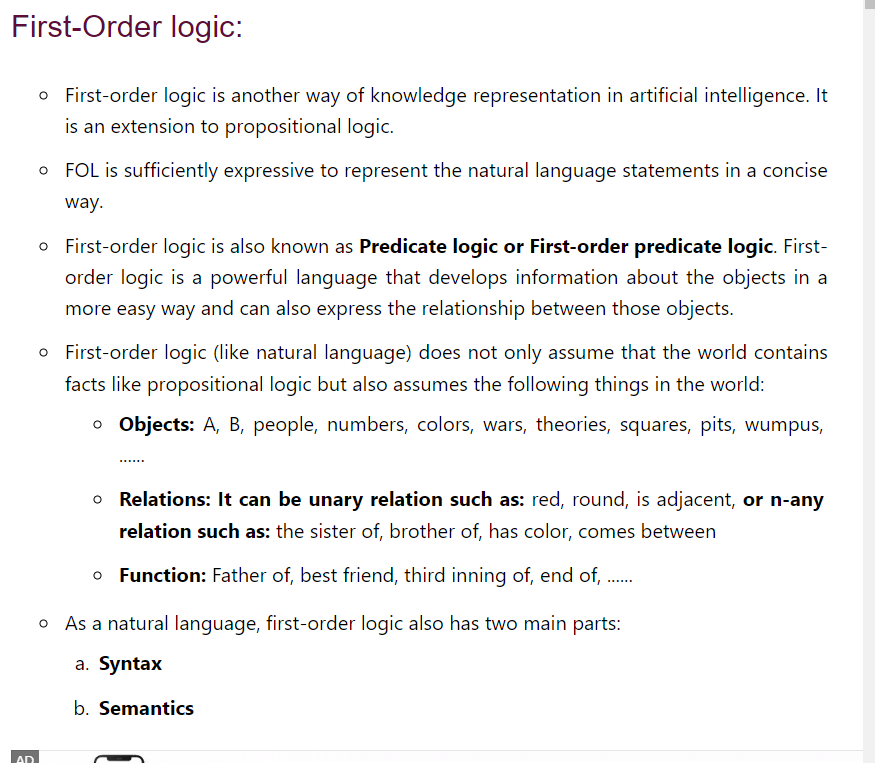 First-Order logic:
First-order logic is another way of knowledge representation in artificial intelligence. It
is an extension to propositional logic.
FOL is sufficiently expressive to represent the natural language statements in a concise
way.
First-order logic is also known as Predicate logic or First-order predicate logic. First-
order logic is a powerful language that develops information about the objects in a
more easy way and can also express the relationship between those objects.
First-order logic (like natural language) does not only assume that the world contains
facts like propositional logic but also assumes the following things in the world:
Objects: A, B, people, numbers, colors, wars, theories, squares, pits, wumpus,
......
Relations: It can be unary relation such as: red, round, is adjacent, or n-any
relation such as: the sister of, brother of, has color, comes between
Function: Father of, best friend, third inning of, end of, ......
As a natural language, first-order logic also has two main parts:
a. Syntax
b. Semantics
AD